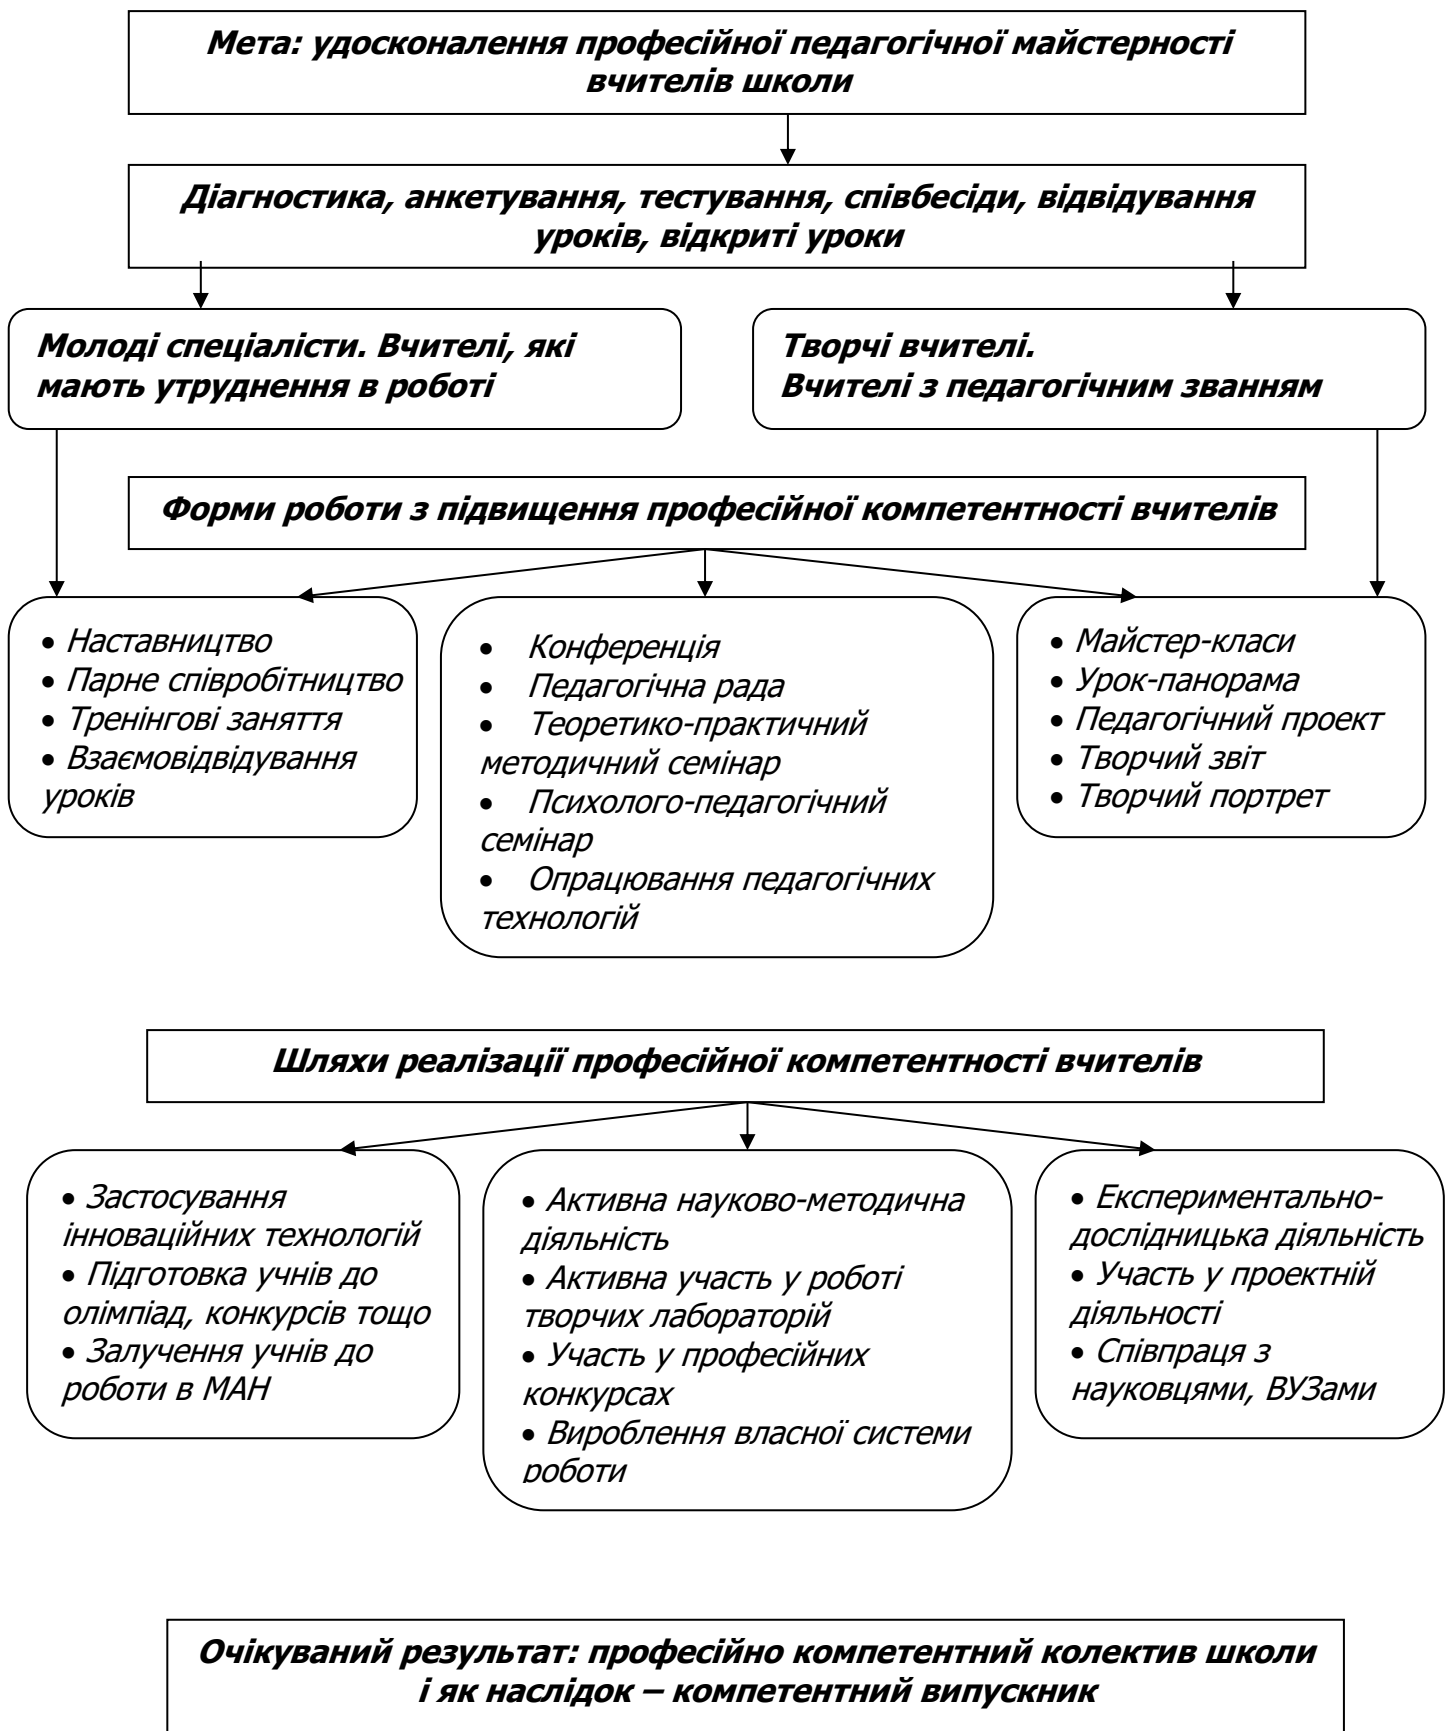 Мета: удосконалення професійної педагогічної майстерності
вчителів школи
Діагностика, анкетування, тестування, співбесіди, відвідування
уроків, відкриті уроки
Молоді спеціалісти. Вчителі, які
мають утруднення в роботі
Творчі вчителі.
Вчителі з педагогічним званням
Форми роботи з підвищення професійної компетентності вчителів
• Наставництво
• Парне співробітництво
• Тренінгові заняття
• Взаємовідвідування
уроків
• Конференція
• Педагогічна рада
• Теоретико-практичний
методичний семінар
• Психолого-педагогічний
семінар
• Опрацювання педагогічних
технологій
• Майстер-класи
• Урок-панорама
• Педагогічний проект
• Творчий звіт
• Творчий портрет
Шляхи реалізації професійної компетентності вчителів
• Застосування
інноваційних технологій
• Підготовка учнів до
олімпіад, конкурсів тощо
• Залучення учнів до
роботи в МАН
• Активна науково-методична
діяльність
• Активна участь у роботі
творчих лабораторій
• Участь у професійних
конкурсах
• Вироблення власної системи
роботи
• Експериментально-
дослідницька діяльність
• Участь у проектній
діяльності
• Співпраця з
науковцями, ВУЗами
Очікуваний результат: професійно компетентний колектив школи
і як наслідок – компетентний випускник